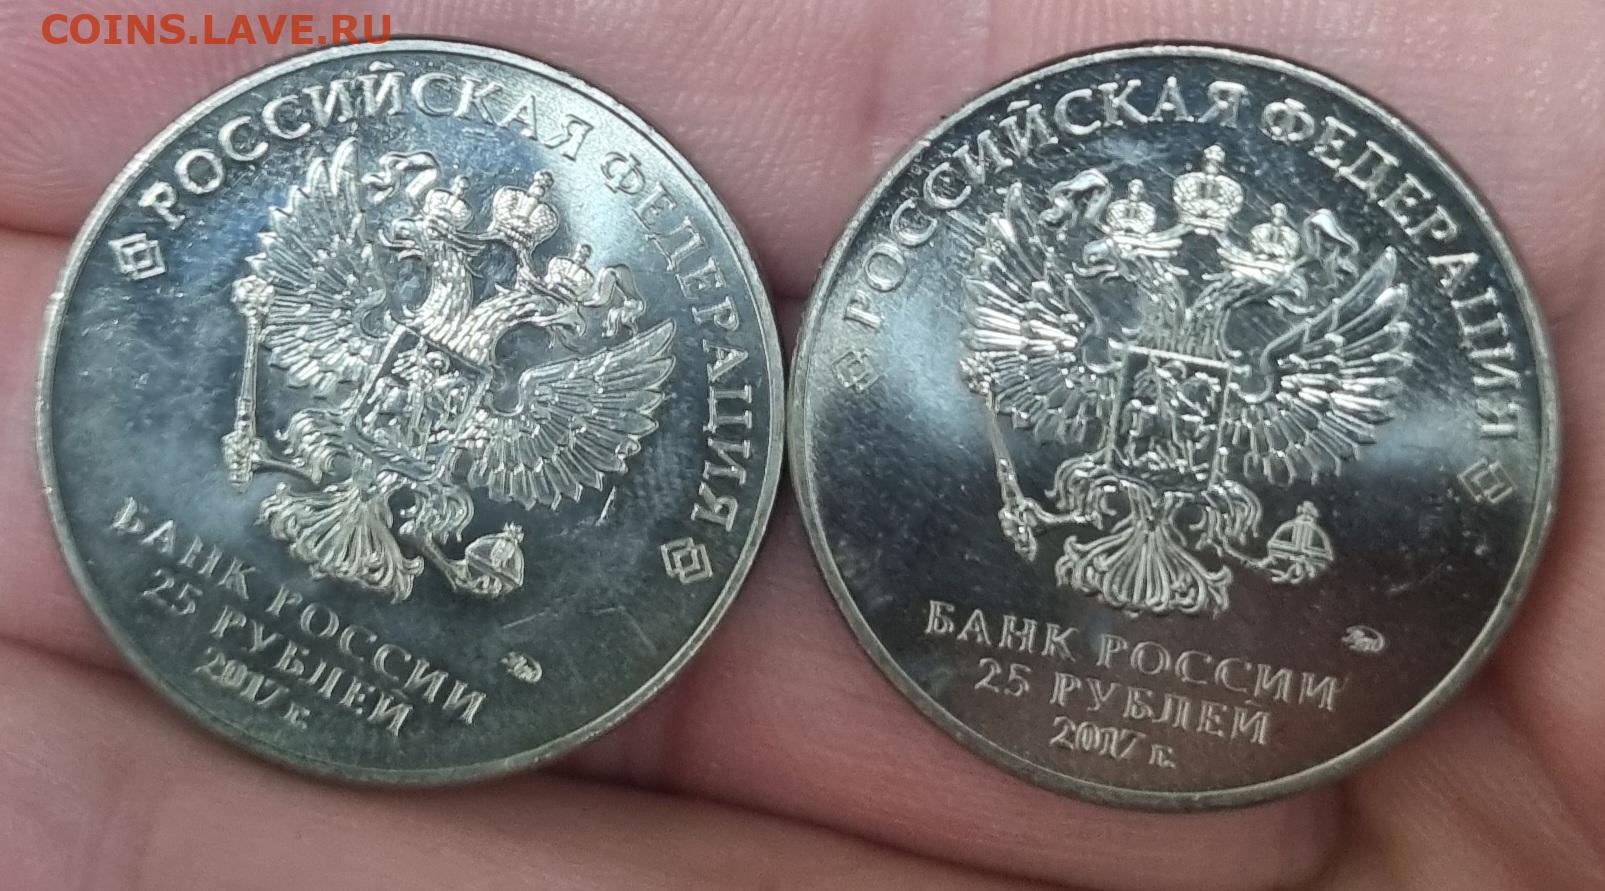 COINS.LAVE.RU
РОССИЙСКАЯ ФЕДЕРАЦИЯ
БАНК РОССИИ
25 РУБЛЕЙ
2017 г.
РОССИЙСКАЯ ФЕДЕРАЦИЯ
БАНК РОССИИ
25 РУБЛЕЙ
2017 г.